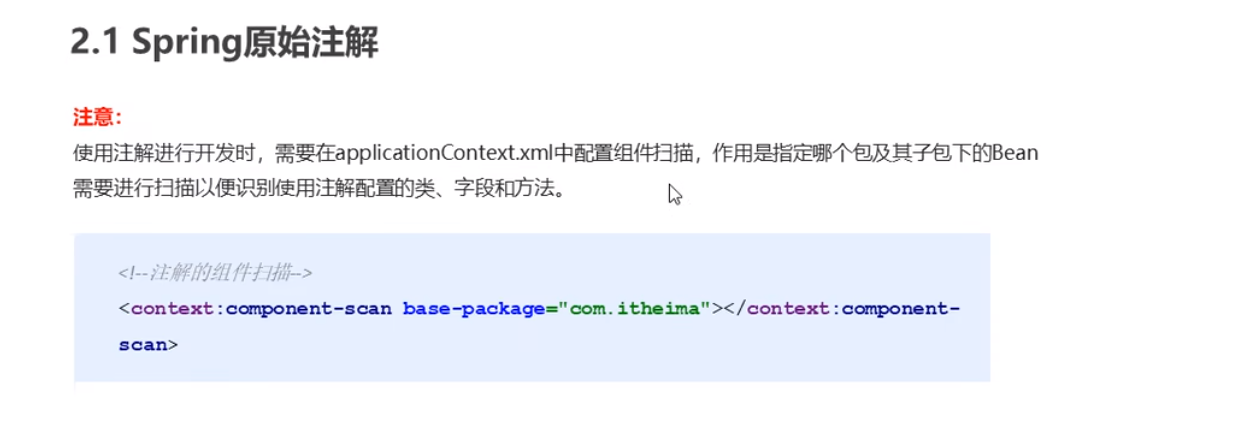 2.1 Spring原始注解
注意：
使用注解进行开发时，需要在applicationContext.xml中配置组件扫描，作用是指定哪个包及其子包下的Bean
需要进行扫描以便识别使用注解配置的类、字段和方法。
<!--注解的组件扫描-->
<context:component-scan base-package="com.itheima"></context:component-
scan>